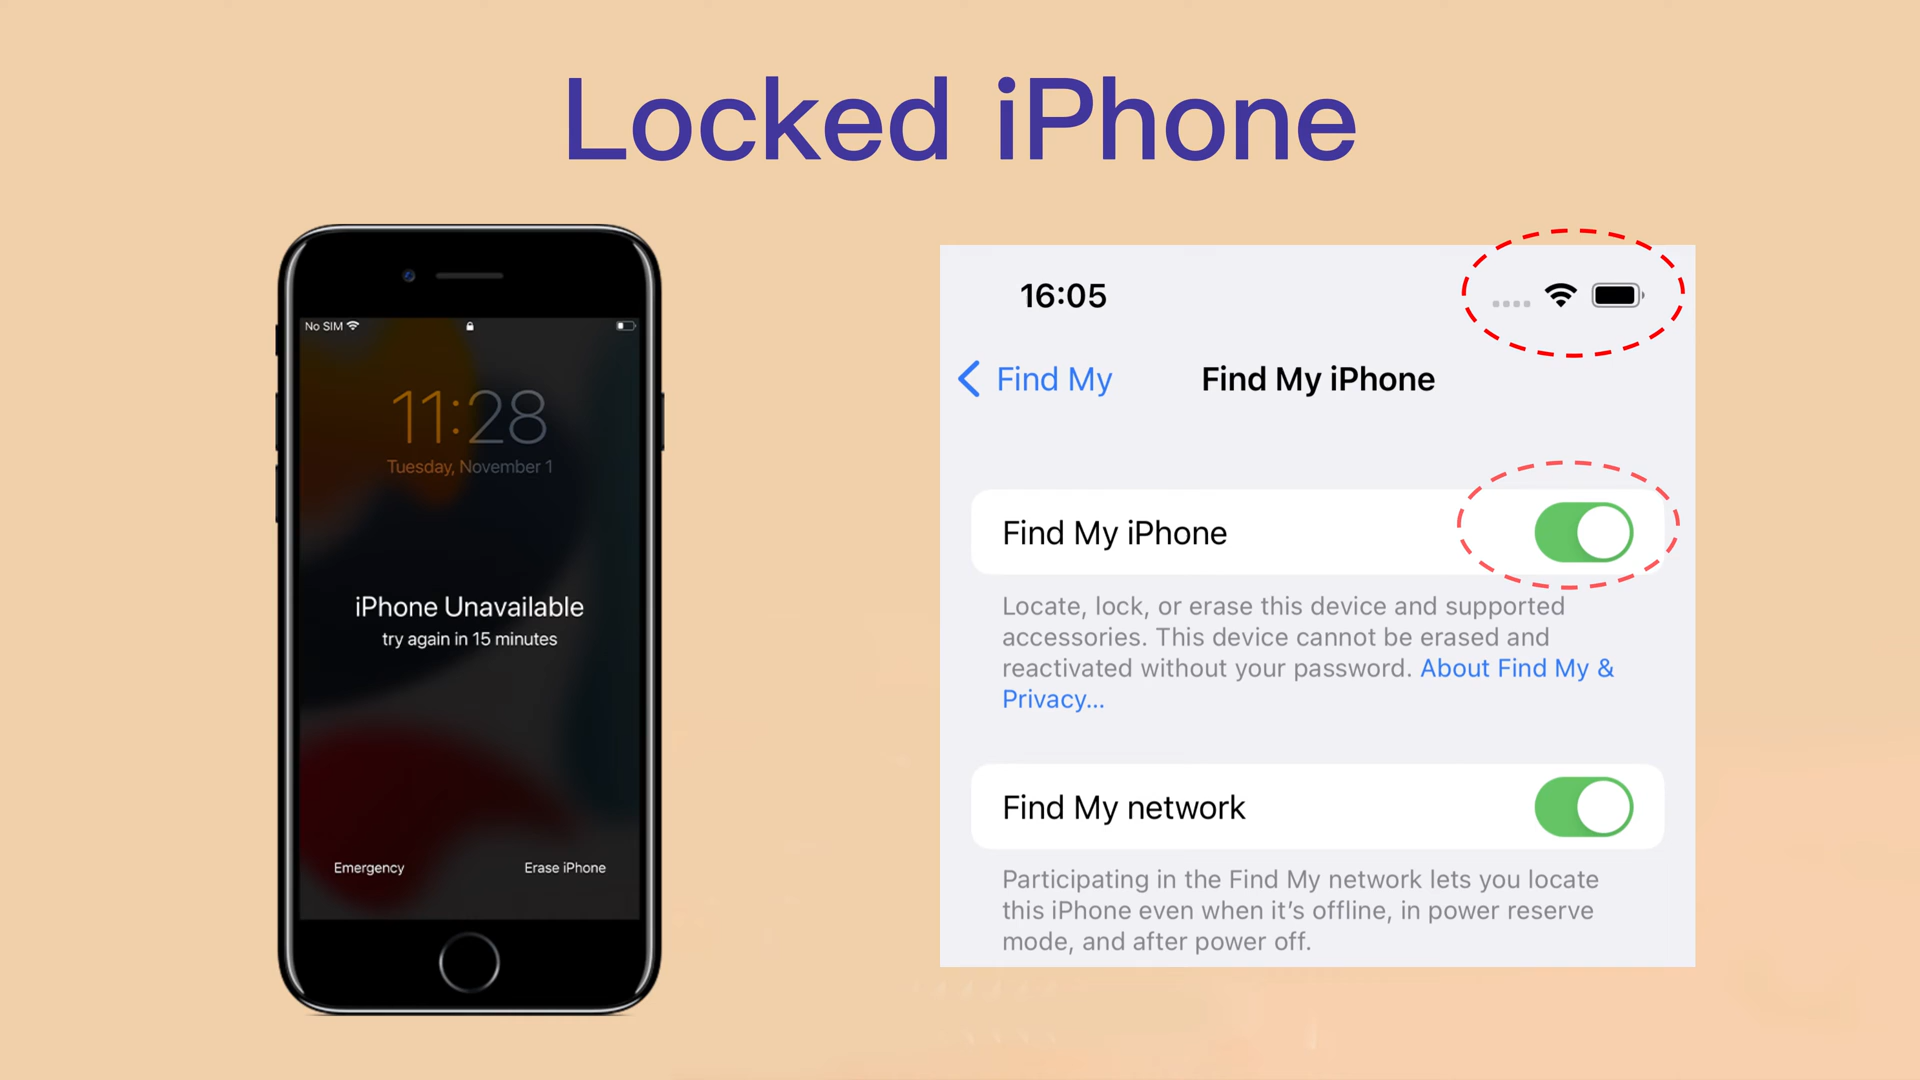 Locked iPhone
No SIM
11:28
Tuesday, November 1
iPhone Unavailable
try again in 15 minutes
Emergency
Erase iPhone
16:05
Find My
Find My iPhone
Find My iPhone
Locate, lock, or erase this device and supported
accessories. This device cannot be erased and
reactivated without your password. About Find My &
Privacy...
Find My network
Participating in the Find My network lets you locate
this iPhone even when it’s offline, in power reserve
mode, and after power off.